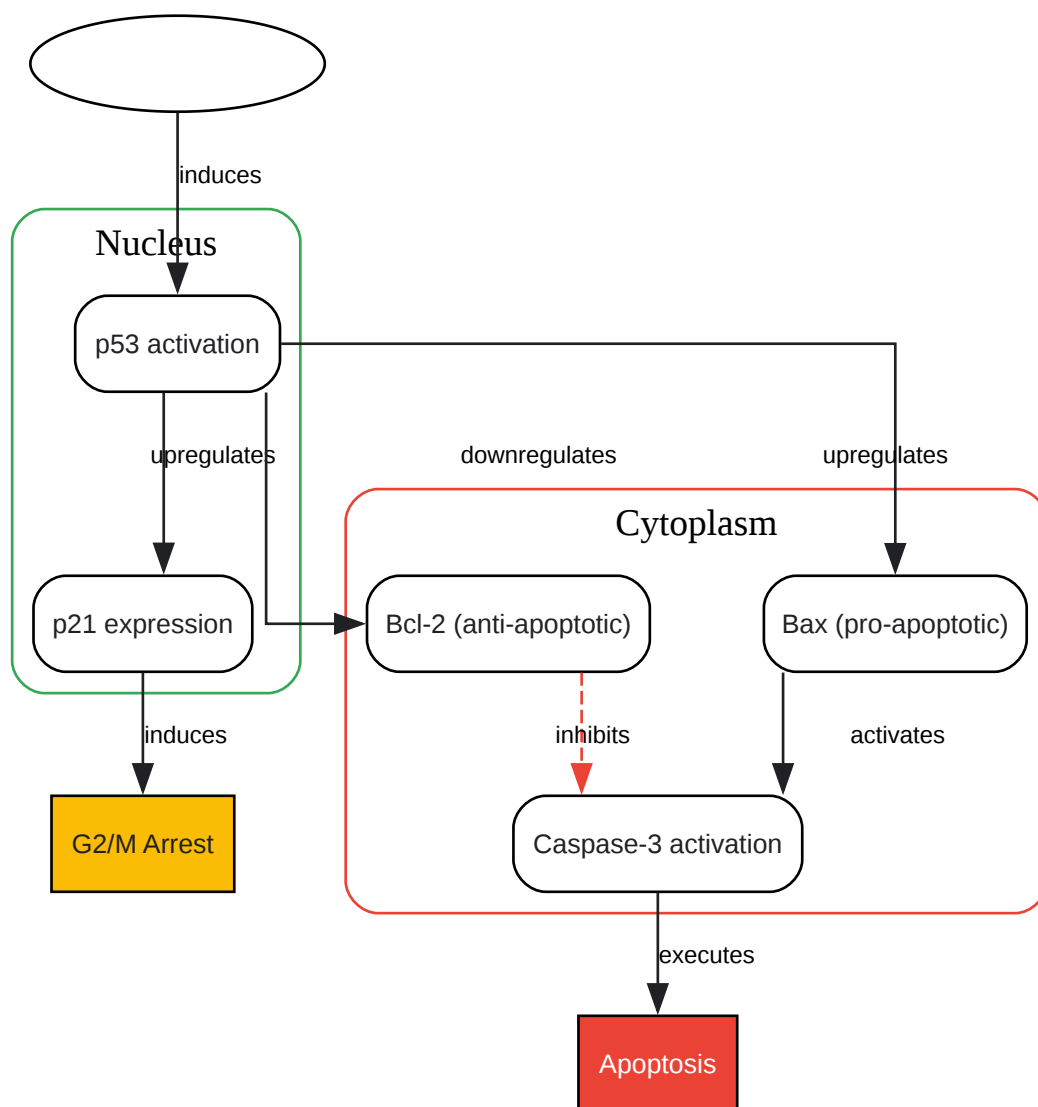 induces
Nucleus
p53 activation
upregulates
downregulates
upregulates
Cytoplasm
p21 expression
Bcl-2 (anti-apoptotic)
Bax (pro-apoptotic)
induces
inhibits
activates
G2/M Arrest
Caspase-3 activation
executes
Apoptosis